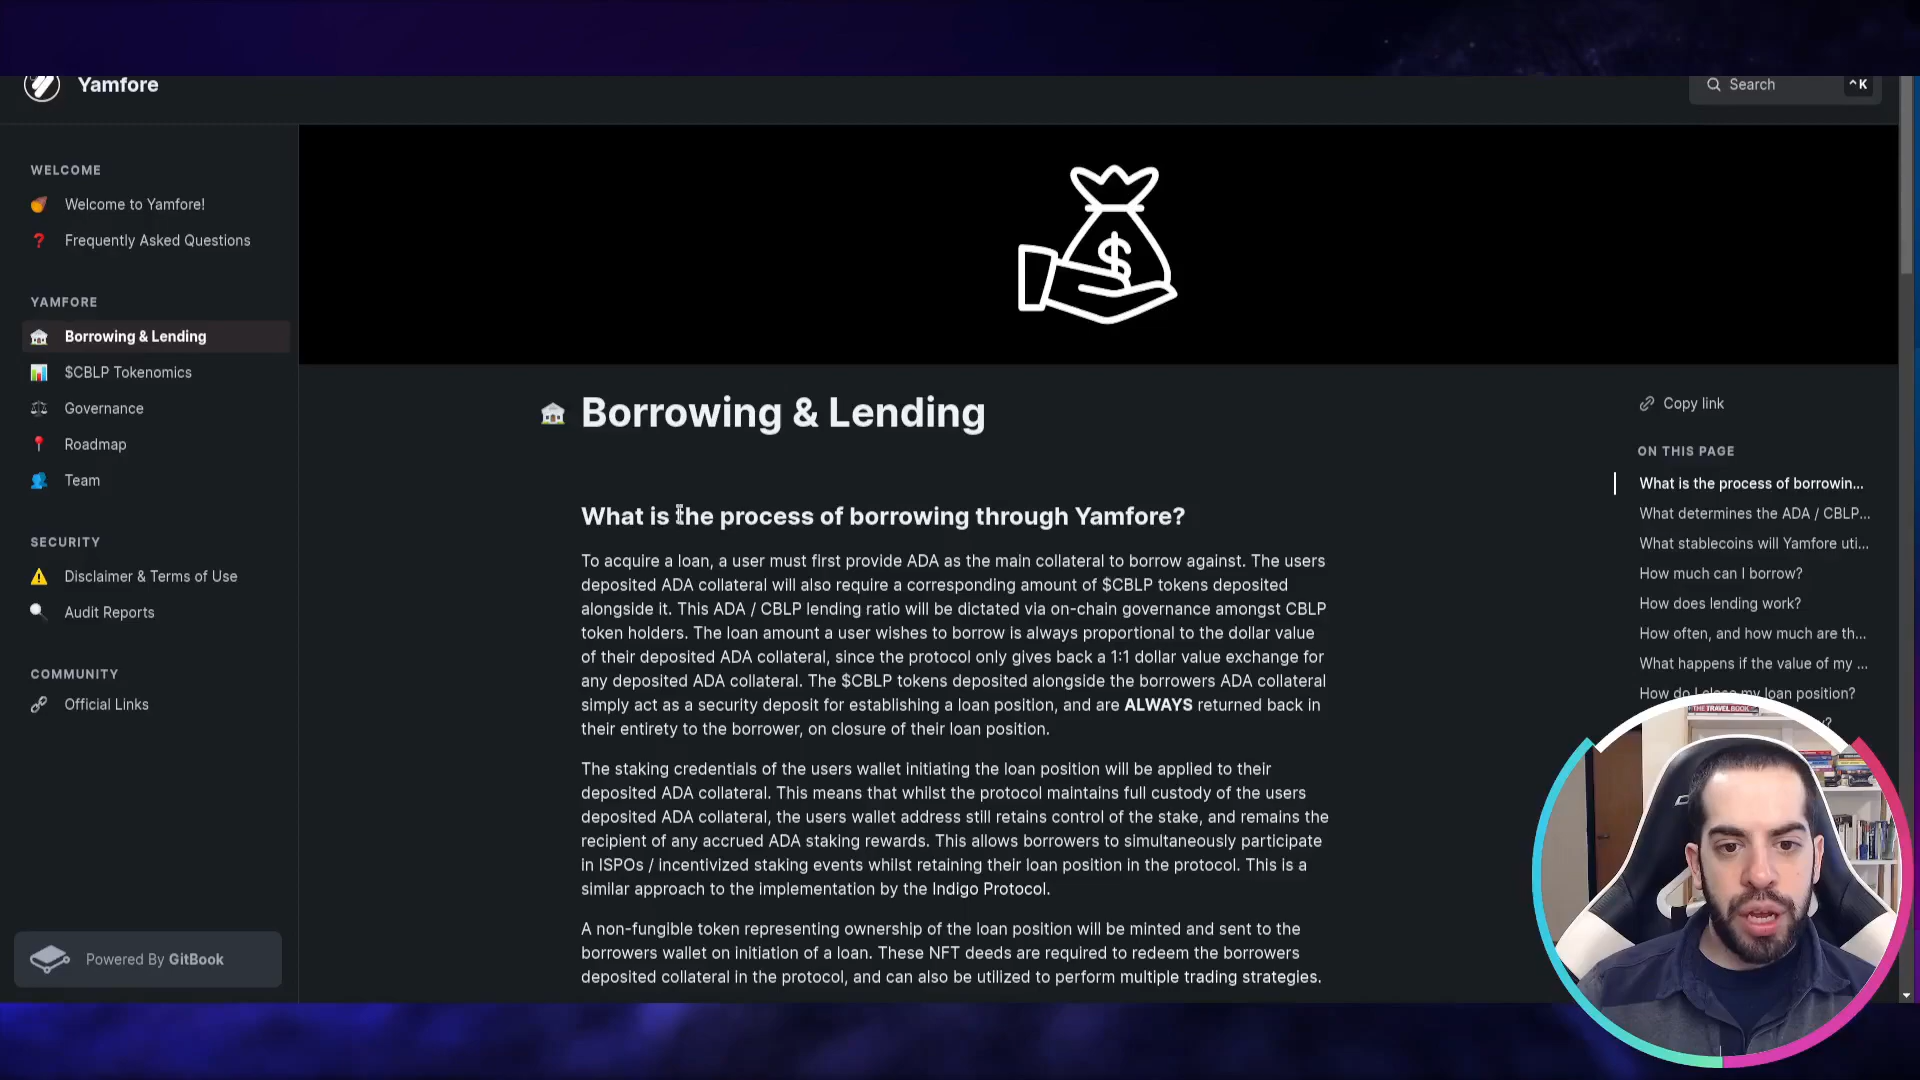 Yamfore
Search
^K
WELCOME
Welcome to Yamfore!
Frequently Asked Questions
YAMFORE
Borrowing & Lending
$CBLP Tokenomics
Governance
Roadmap
Team
SECURITY
Disclaimer & Terms of Use
Audit Reports
COMMUNITY
Official Links
Powered By GitBook
$
Borrowing & Lending
What is the process of borrowing through Yamfore?
To acquire a loan, a user must first provide ADA as the main collateral to borrow against. The users
deposited ADA collateral will also require a corresponding amount of $CBLP tokens deposited
alongside it. This ADA / CBLP lending ratio will be dictated via on-chain governance amongst CBLP
token holders. The loan amount a user wishes to borrow is always proportional to the dollar value
of their deposited ADA collateral, since the protocol only gives back a 1:1 dollar value exchange for
any deposited ADA collateral. The $CBLP tokens deposited alongside the borrowers ADA collateral
simply act as a security deposit for establishing a loan position, and are ALWAYS returned back in
their entirety to the borrower, on closure of their loan position.
The staking credentials of the users wallet initiating the loan position will be applied to their
deposited ADA collateral. This means that whilst the protocol maintains full custody of the users
deposited ADA collateral, the users wallet address still retains control of the stake, and remains the
recipient of any accrued ADA staking rewards. This allows borrowers to simultaneously participate
in ISPOs / incentivized staking events whilst retaining their loan position in the protocol. This is a
similar approach to the implementation by the Indigo Protocol.
A non-fungible token representing ownership of the loan position will be minted and sent to the
borrowers wallet on initiation of a loan. These NFT deeds are required to redeem the borrowers
deposited collateral in the protocol, and can also be utilized to perform multiple trading strategies.
Copy link
ON THIS PAGE
What is the process of borrowin...
What determines the ADA / CBLP...
What stablecoins will Yamfore uti...
How much can I borrow?
How does lending work?
How often, and how much are th...
What happens if the value of my ...
How do I close my loan position?
THE TRAVEL BOOK